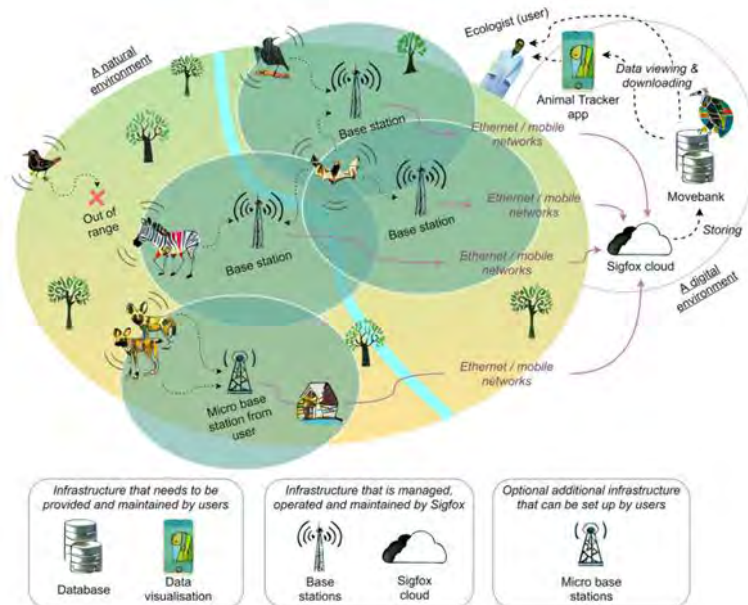 A natural
environment
Ecologist (user)
Data viewing &
downloading
Animal Tracker
app
Base station
Ethernet / mobile
networks
Movebank
Out of
range
Base station
Base station
Ethernet / mobile
networks
Storing
Sigfox cloud
Ethernet / mobile
networks
A digital
environment
Ethernet / mobile
networks
Micro base
station from
user
Infrastructure that needs to be
provided and maintained by users
Database
Data
visualisation
Infrastructure that is managed,
operated and maintained by Sigfox
Base
stations
Sigfox
cloud
Optional additional infrastructure
that can be set up by users
Micro base
stations